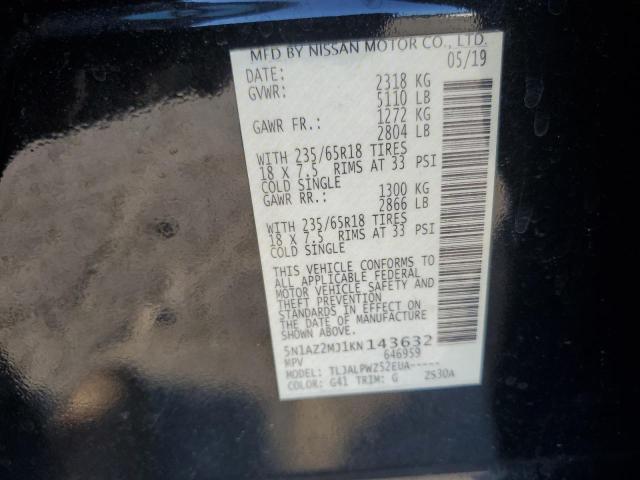 MFD BY NISSAN MOTOR CO., LTD.
DATE: 05/19
GVWR: 2318 KG
5110 LB
GAWR FR.: 1272 KG
2804 LB
WITH 235/65R18 TIRES
18 X 7.5 RIMS AT 33 PSI
COLD SINGLE
GAWR RR.: 1300 KG
2866 LB
WITH 235/65R18 TIRES
18 X 7.5 RIMS AT 33 PSI
COLD SINGLE
THIS VEHICLE CONFORMS TO
ALL APPLICABLE FEDERAL
MOTOR VEHICLE SAFETY AND
THEFT PREVENTION
STANDARDS IN EFFECT ON
THE DATE OF MANUFACTURE
SHOWN ABOVE.
5N1AZ2MJ1KN 143632
MPV 646959
MODEL: TLJALPWZ52EUA-----
COLOR: G41 TRIM: G ZS30A